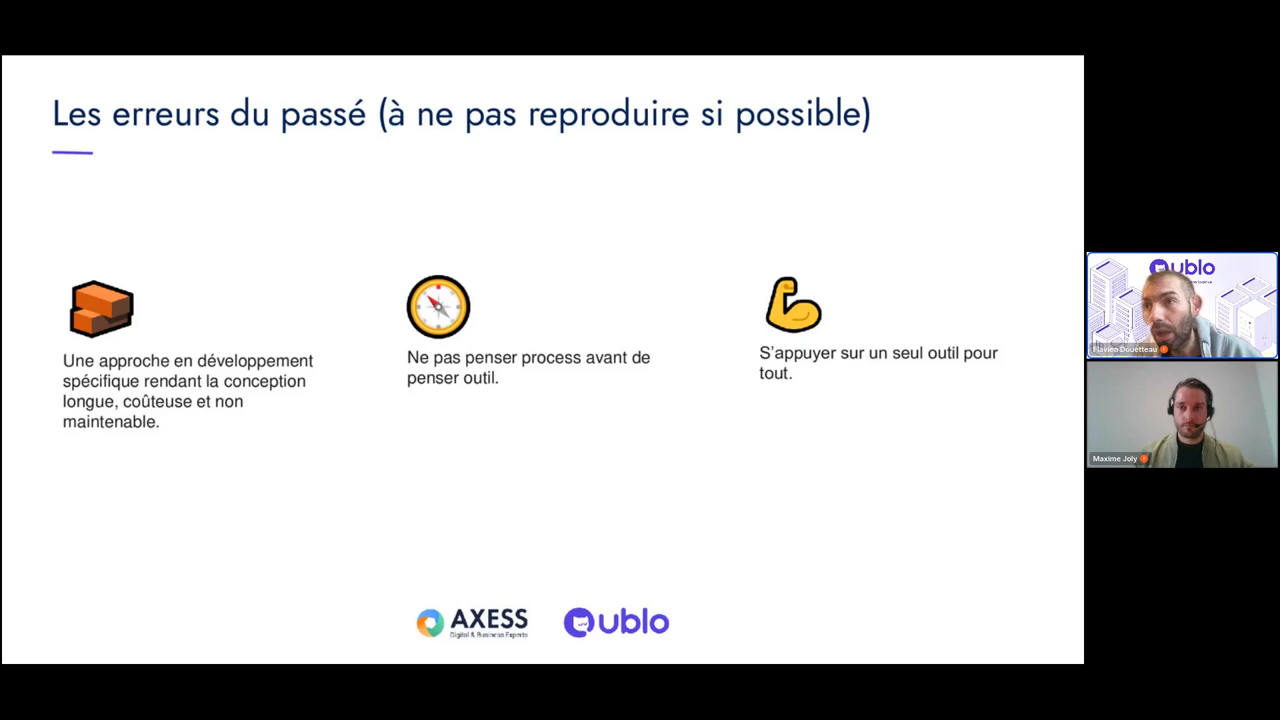 Les erreurs du passé (à ne pas reproduire si possible)
Une approche en développement
spécifique rendant la conception
longue, coûteuse et non
maintenable.
Ne pas penser process avant de
penser outil.
S'appuyer sur un seul outil pour
tout.
AXESS
Digital & Business Experts
ublo
ublo
Flavien Douetteau
Maxime Joly